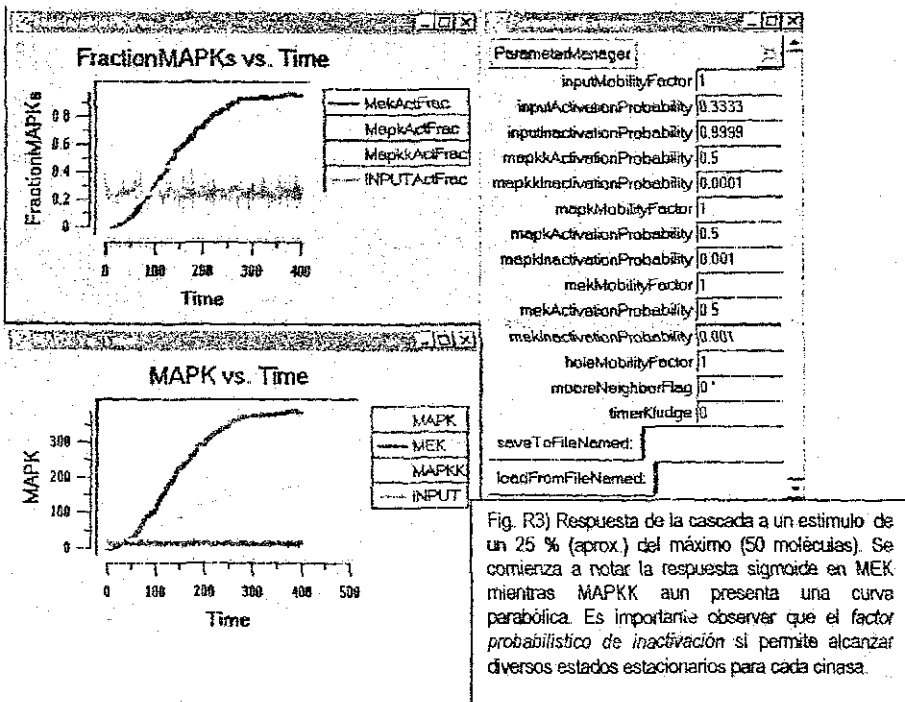 FractionMAPKs vs. Time
FractionMAPKs
0.8
0.6
0.4
0.2
0
0 100 200 300 400
Time
MekActFrac
MapkActFrac
MapkkActFrac
INPUTActFrac
MAPK vs. Time
MAPK
300
200
100
0
0 100 200 300 400 500
Time
MAPK
MEK
MAPKK
INPUT
ParameterManager
inputMobilityFactor 1
inputActivationProbability 0.3333
inputInactivationProbability 0.9999
mapkkActivationProbability 0.5
mapkkInactivationProbability 0.0001
mapkMobilityFactor 1
mapkActivationProbability 0.5
mapkInactivationProbability 0.001
mekMobilityFactor 1
mekActivationProbability 0.5
mekInactivationProbability 0.001
holeMobilityFactor 1
mooreNeighborFlag 0
timerKludge 0
saveToFileNamed:
loadFromFileNamed:
Fig. R3) Respuesta de la cascada a un estimulo de
un 25 % (aprox.) del máximo (50 moléculas). Se
comienza a notar la respuesta sigmoide en MEK
mientras MAPKK aun presenta una curva
parabólica. Es importante observar que el factor
probabilistico de inactivación si permite alcanzar
diversos estados estacionarios para cada cinasa.